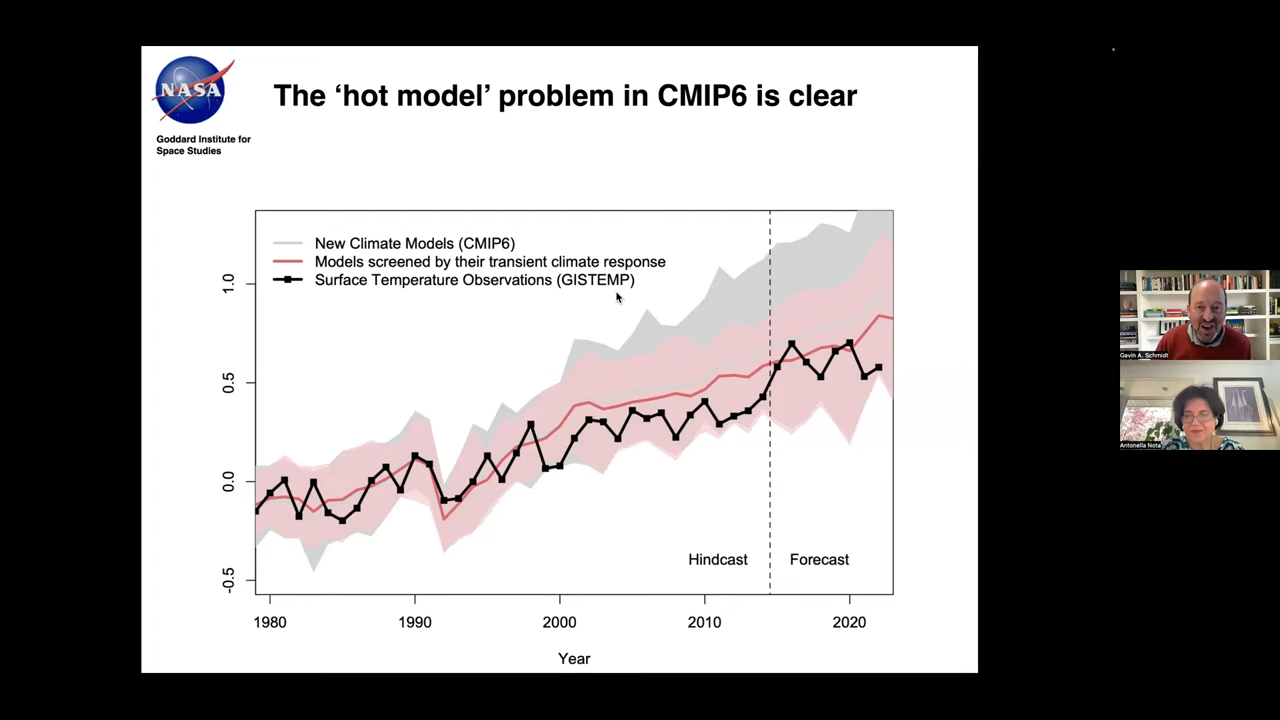 NASA
Goddard Institute for
Space Studies
The ‘hot model’ problem in CMIP6 is clear
New Climate Models (CMIP6)
Models screened by their transient climate response
Surface Temperature Observations (GISTEMP)
1.0
0.5
0.0
-0.5
Hindcast
Forecast
1980
1990
2000
2010
2020
Year
Gavin A. Schmidt
Antonella Nota